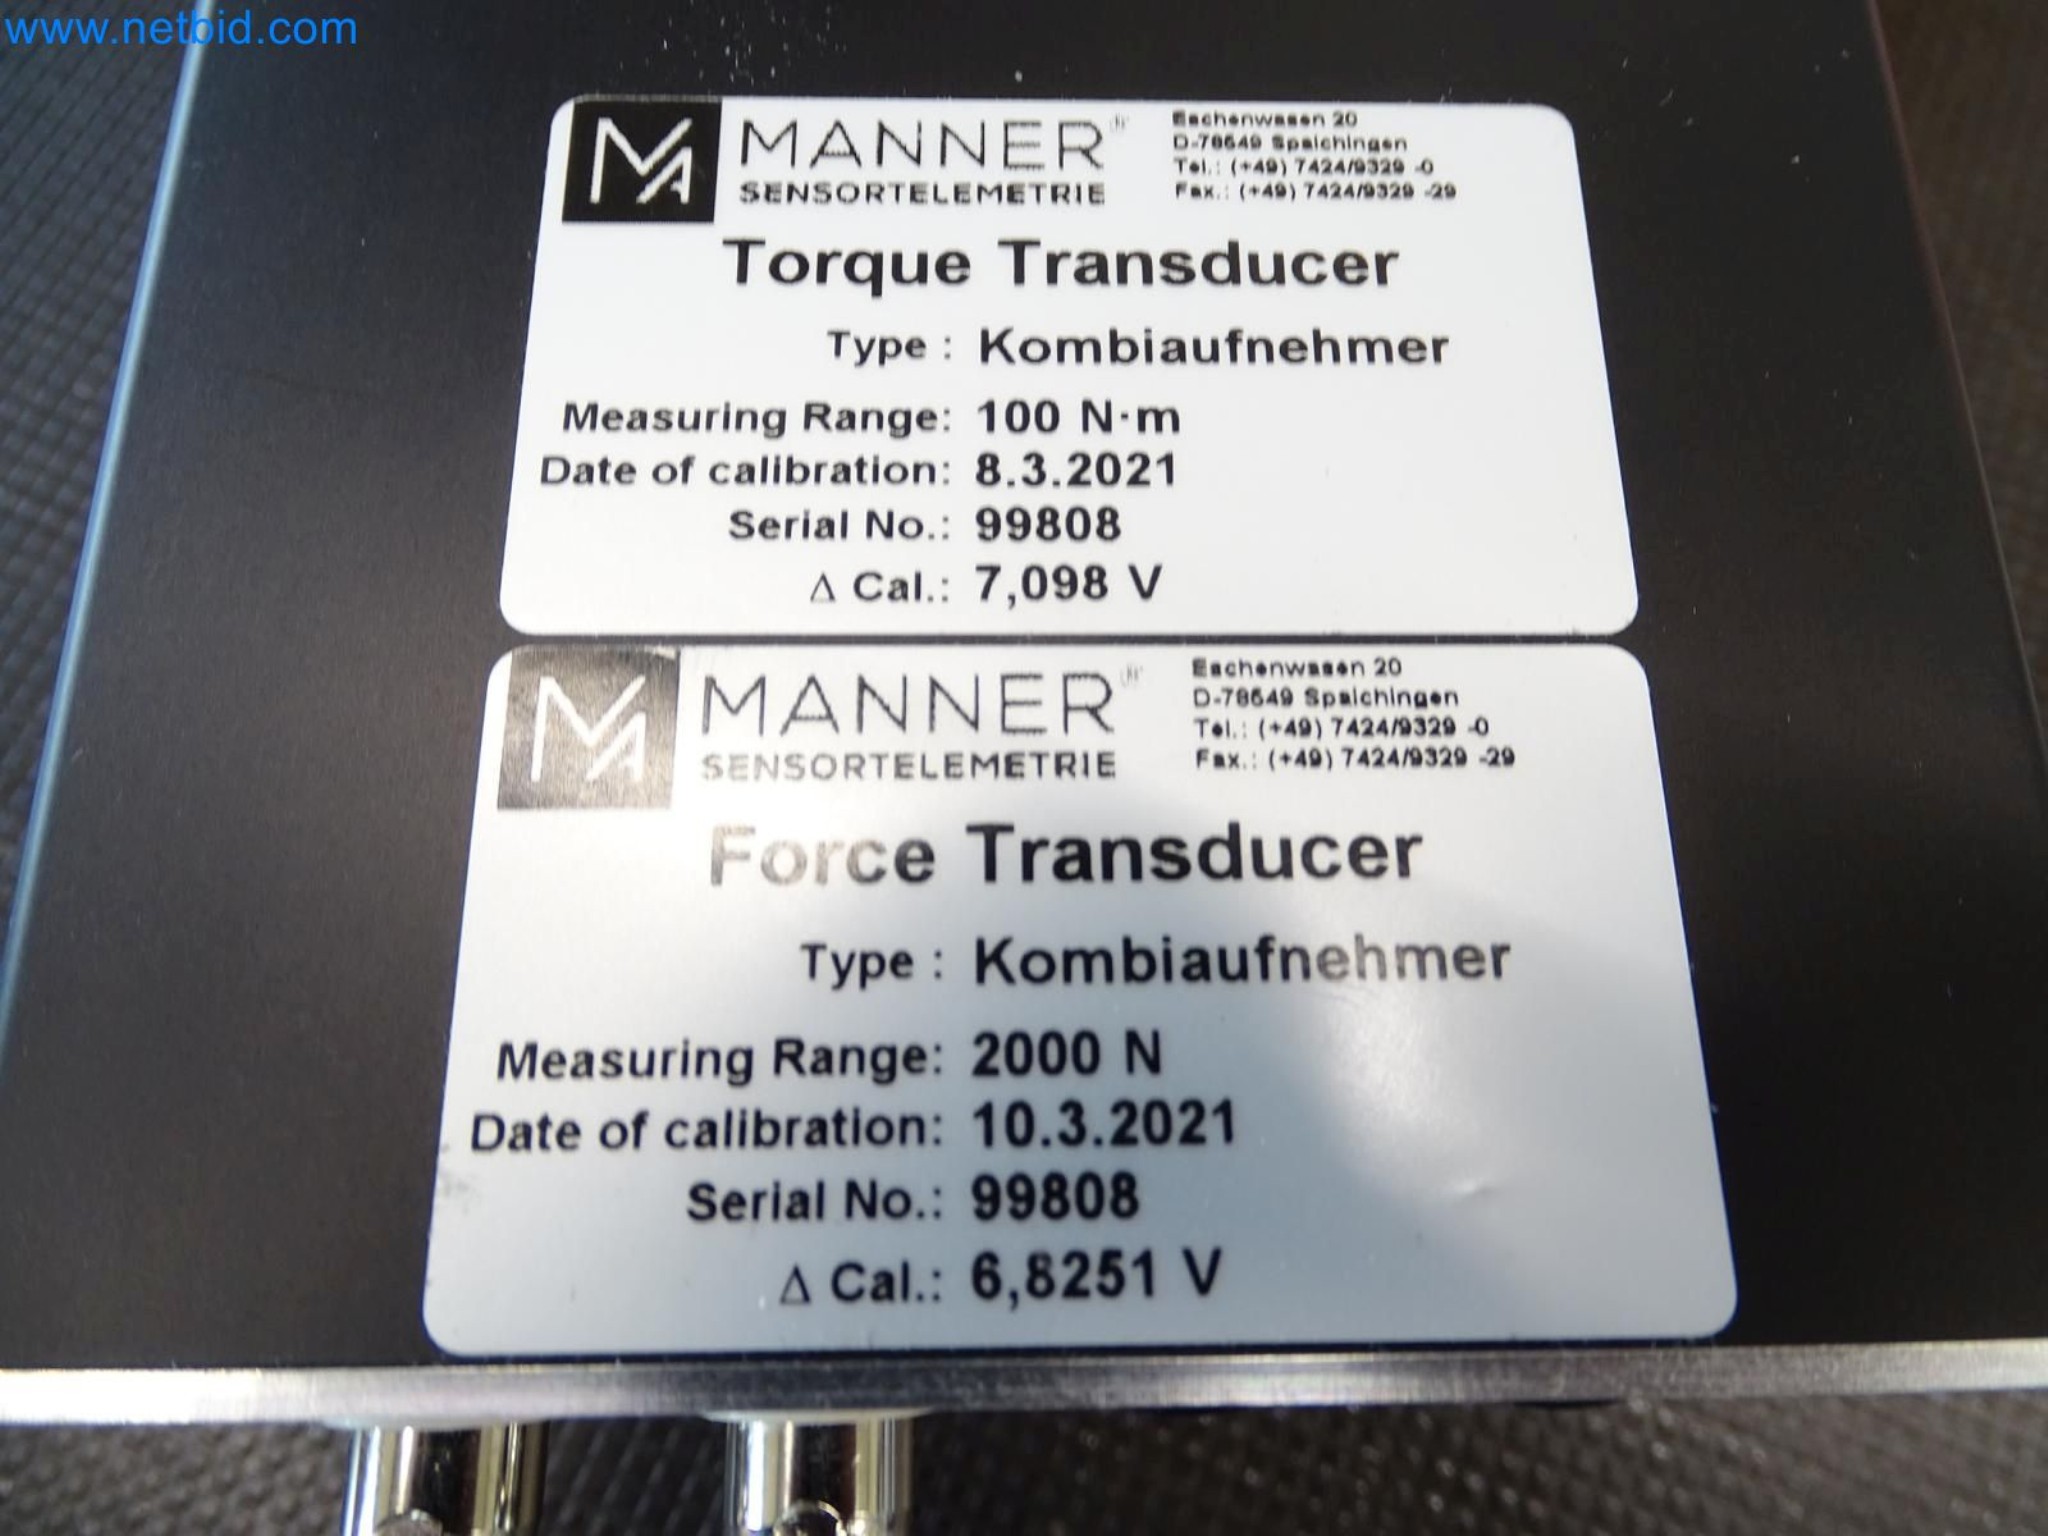 www.netbid.com
MA MANNER®
SENSORTELEMETRIE
Eschenwasen 20
D-78549 Spaichingen
Tel.: (+49) 7424/9329 -0
Fax.: (+49) 7424/9329 -29
Torque Transducer
Type : Kombiaufnehmer
Measuring Range: 100 N·m
Date of calibration: 8.3.2021
Serial No.: 99808
Δ Cal.: 7,098 V
MA MANNER®
SENSORTELEMETRIE
Eschenwasen 20
D-78549 Spaichingen
Tel.: (+49) 7424/9329 -0
Fax.: (+49) 7424/9329 -29
Force Transducer
Type : Kombiaufnehmer
Measuring Range: 2000 N
Date of calibration: 10.3.2021
Serial No.: 99808
Δ Cal.: 6,8251 V